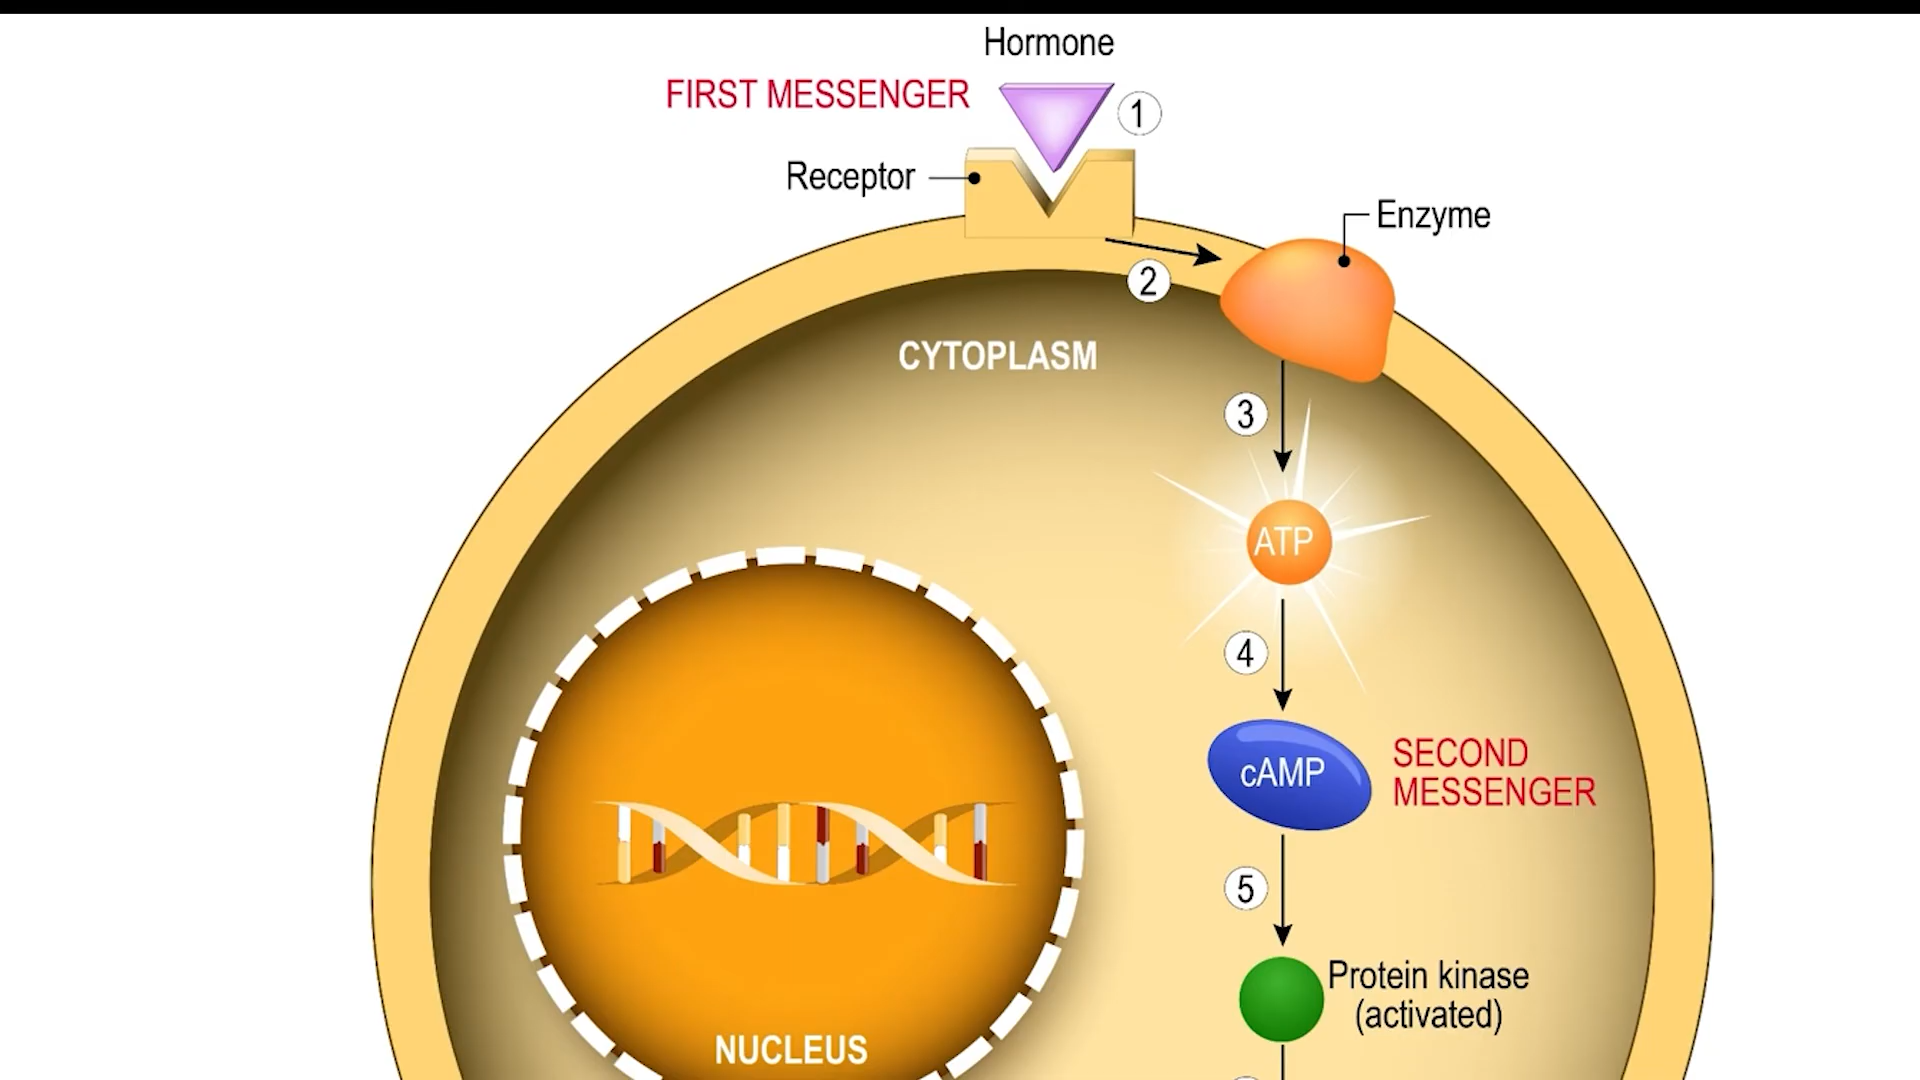 Hormone
FIRST MESSENGER
1
Receptor
Enzyme
2
CYTOPLASM
3
ATP
4
cAMP
SECOND
MESSENGER
5
Protein kinase
(activated)
NUCLEUS